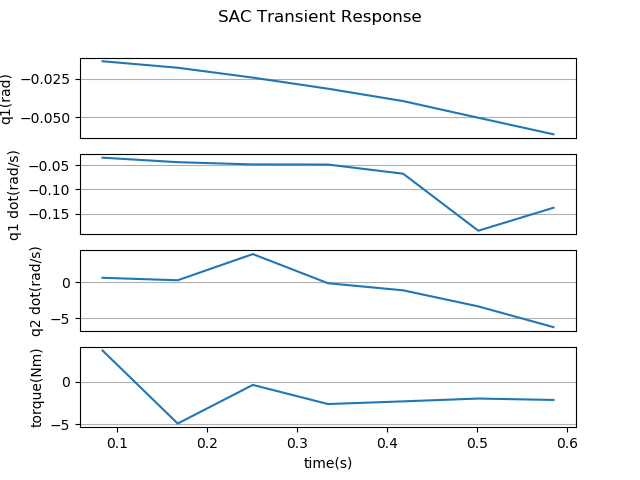 SAC Transient Response
q1(rad)
−0.025
−0.050
q1 dot(rad/s)
−0.05
−0.10
−0.15
q2 dot(rad/s)
0
−5
torque(Nm)
0
−5
0.1 0.2 0.3 0.4 0.5 0.6
time(s)